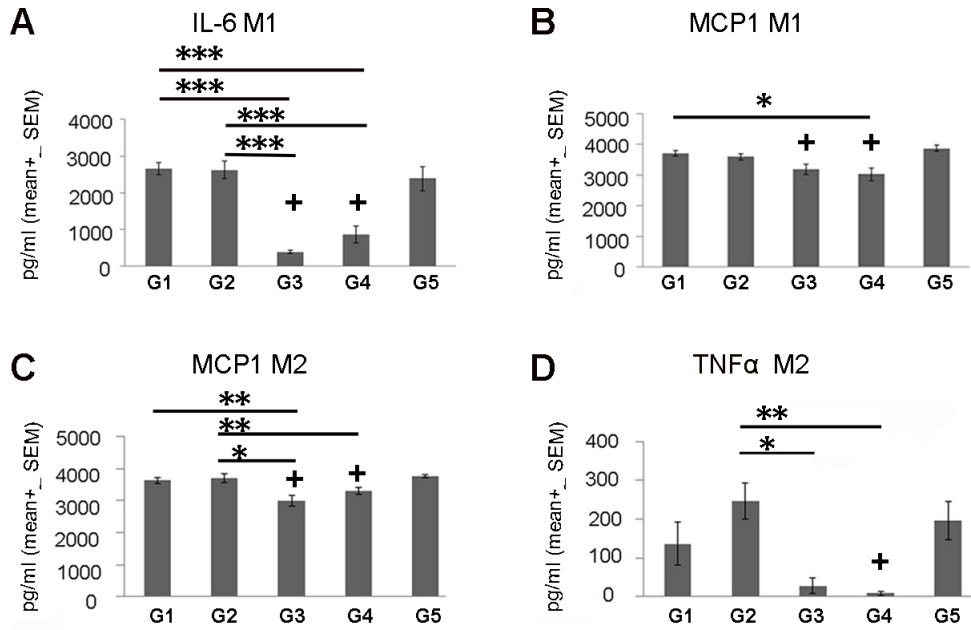 A
IL-6 M1
***
***
***
***
pg/ml (mean+_ SEM)
4000
3000
2000
1000
0
+
+
G1 G2 G3 G4 G5
B
MCP1 M1
*
pg/ml (mean+_ SEM)
5000
4000
3000
2000
1000
0
+
+
G1 G2 G3 G4 G5
C
MCP1 M2
**
**
*
pg/ml (mean+_ SEM)
5000
4000
3000
2000
1000
0
+
+
G1 G2 G3 G4 G5
D
TNFα M2
**
*
pg/ml (mean+_ SEM)
400
300
200
100
0
+
G1 G2 G3 G4 G5